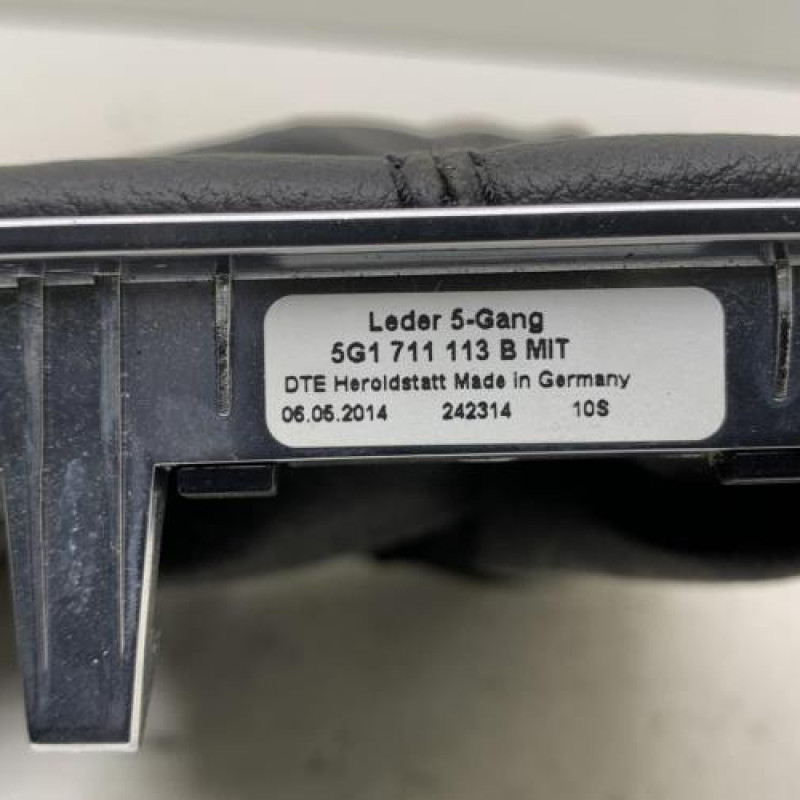 Leder 5-Gang
5G1 711 113 B MIT
DTE Heroldstatt Made in Germany
06.05.2014 242314 10S